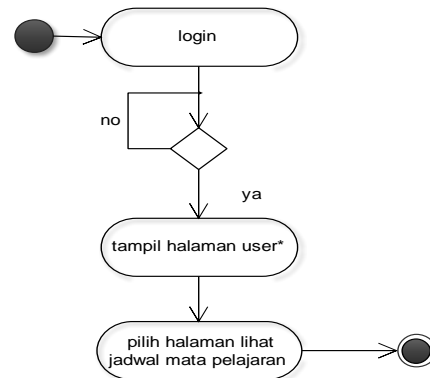 login
no
ya
tampil halaman user*
pilih halaman lihat
jadwal mata pelajaran